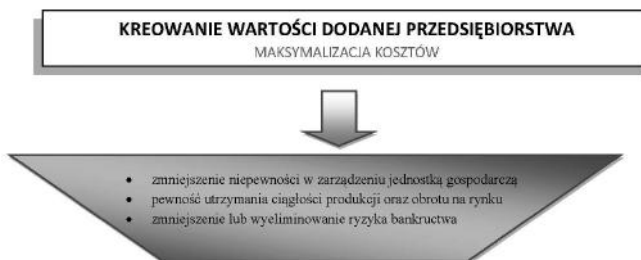 KREOWANIE WARTOŚCI DODANEJ PRZEDSIĘBIORSTWA
MAKSYMALIZACJA KOSZTÓW
• zmniejszenie niepewności w zarządzeniu jednostką gospodarczą
• pewność utrzymania ciągłości produkcji oraz obrotu na rynku
• zmniejszenie lub wyeliminowanie ryzyka bankructwa